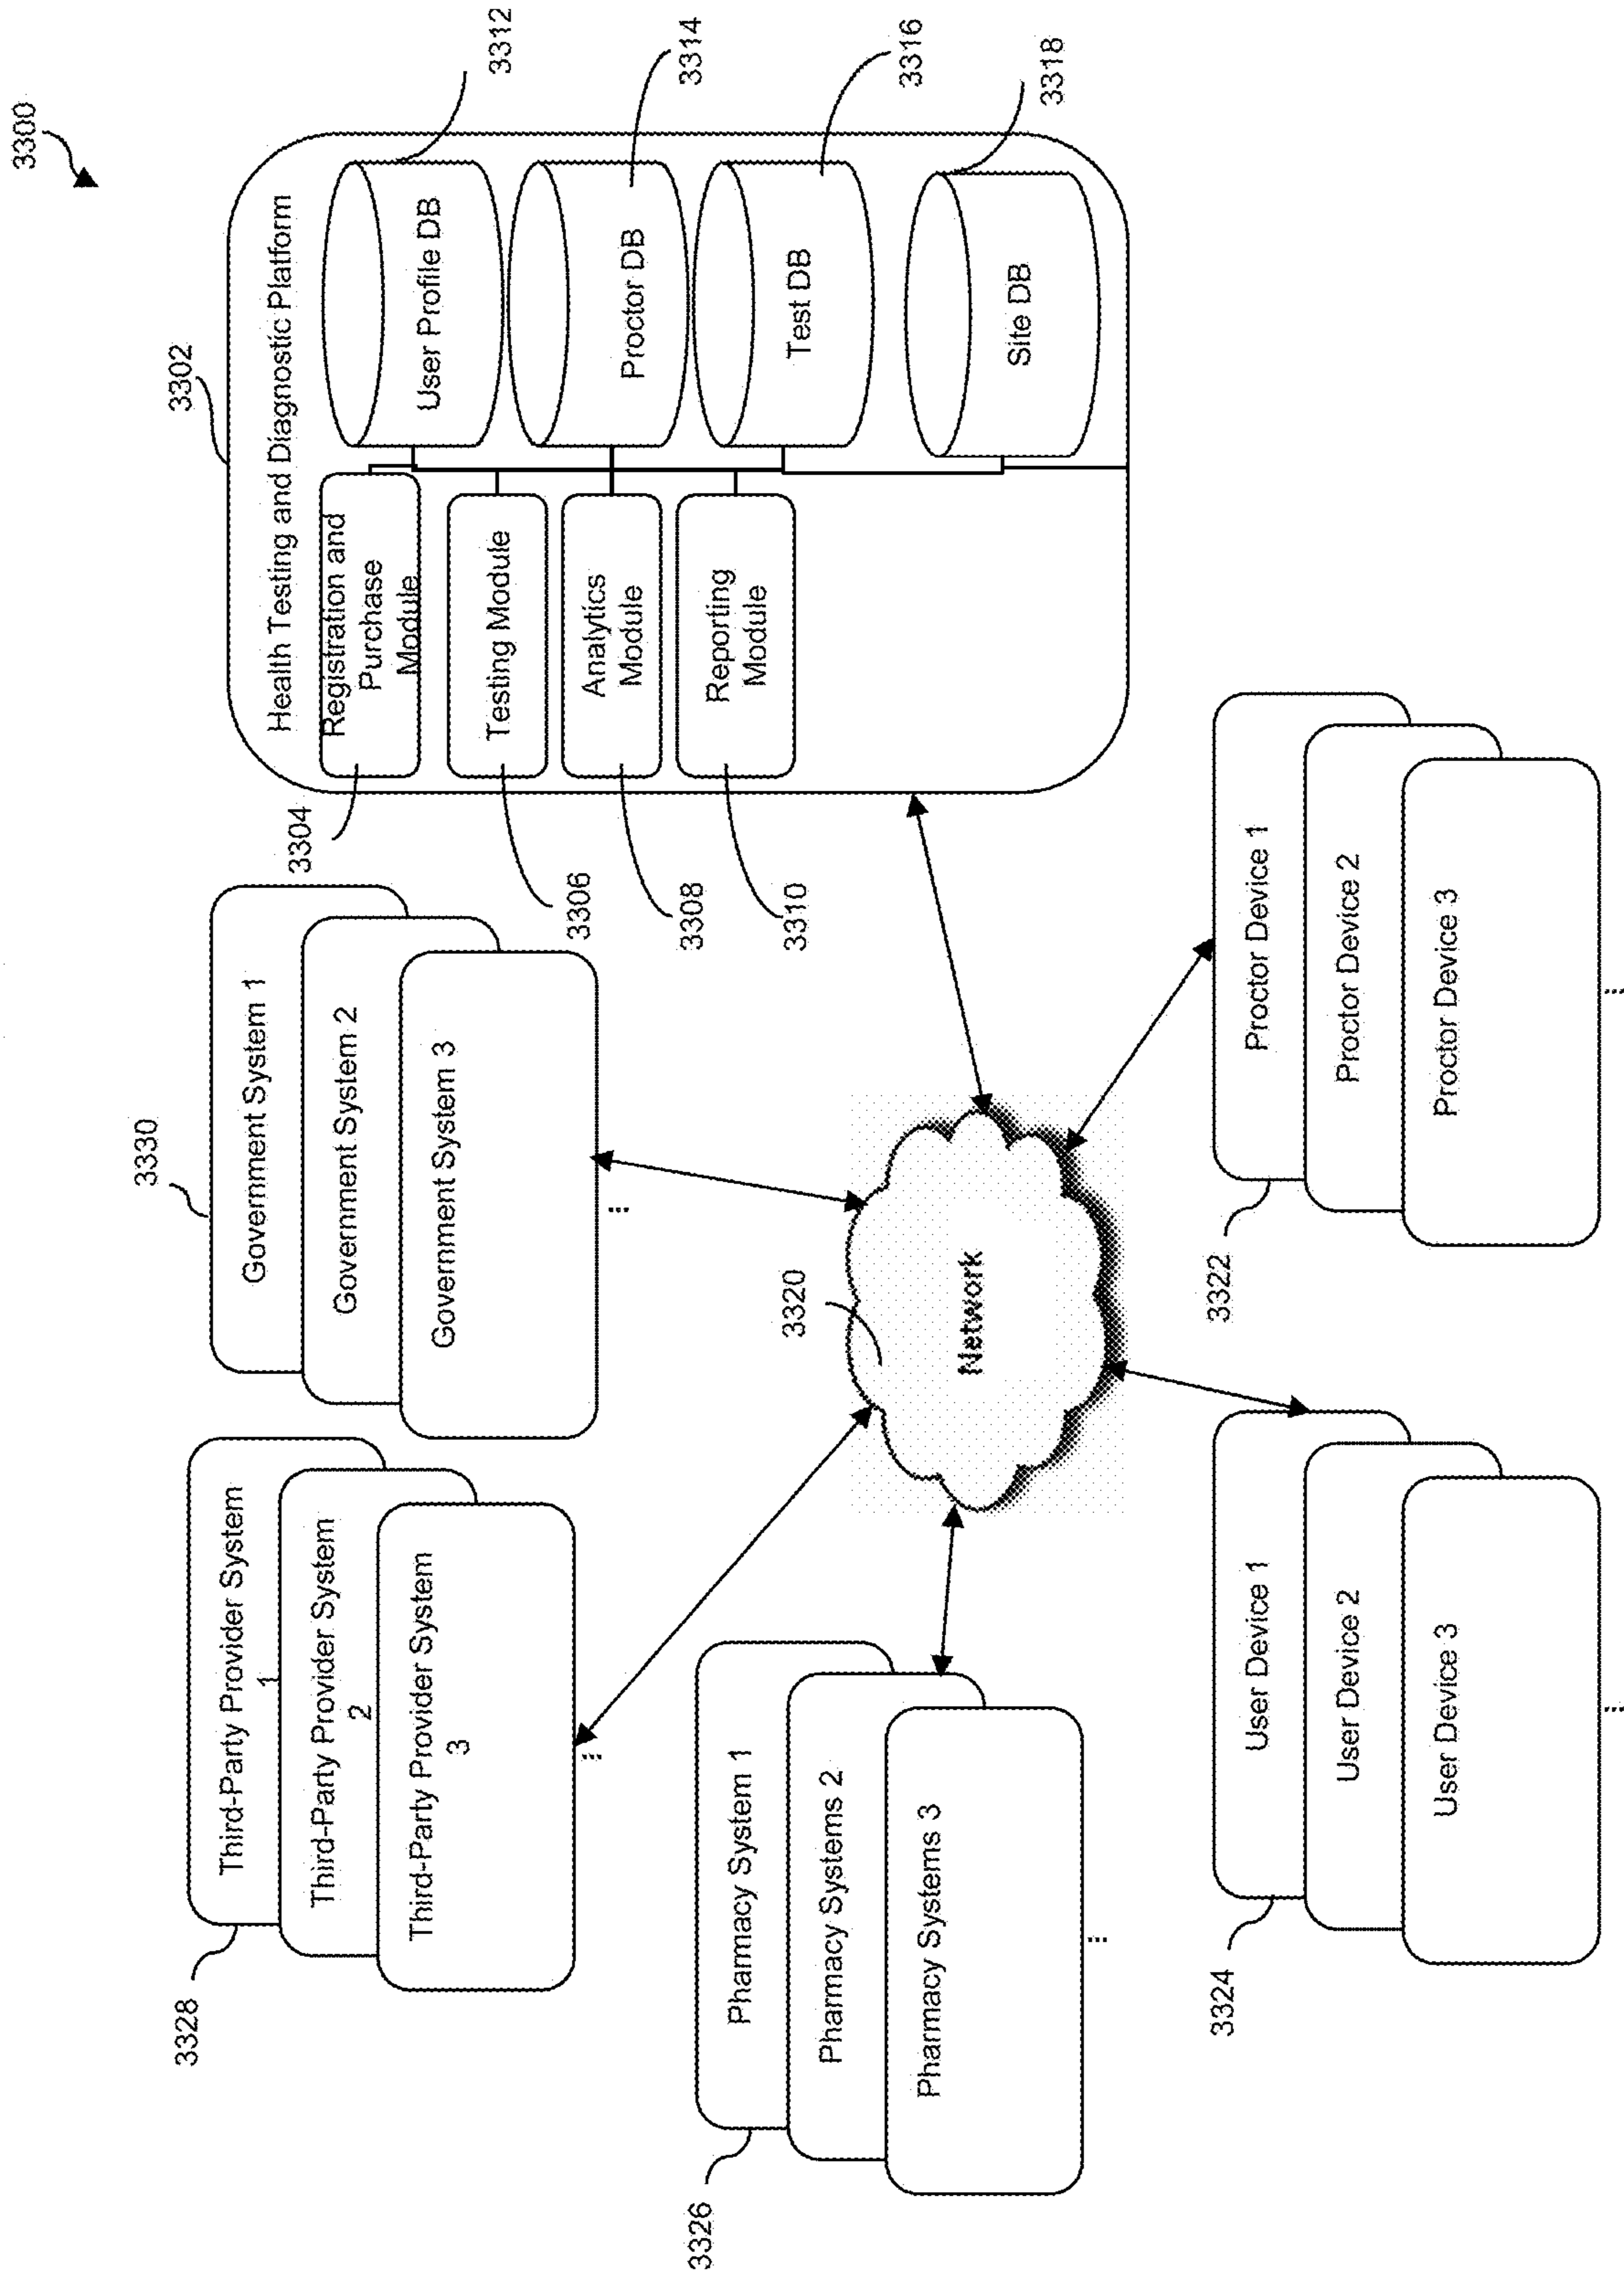 3300
3328
Third-Party Provider System
1
Third-Party Provider System
2
Third-Party Provider System
3
...
3330
Government System 1
Government System 2
Government System 3
...
3302
Health Testing and Diagnostic Platform
3304
Registration and
Purchase
Module
3306
Testing Module
3308
Analytics
Module
3310
Reporting
Module
3312
User Profile DB
3314
Proctor DB
3316
Test DB
3318
Site DB
3326
Pharmacy System 1
Pharmacy Systems 2
Pharmacy Systems 3
...
3320
Network
3324
User Device 1
User Device 2
User Device 3
...
3322
Proctor Device 1
Proctor Device 2
Proctor Device 3
...